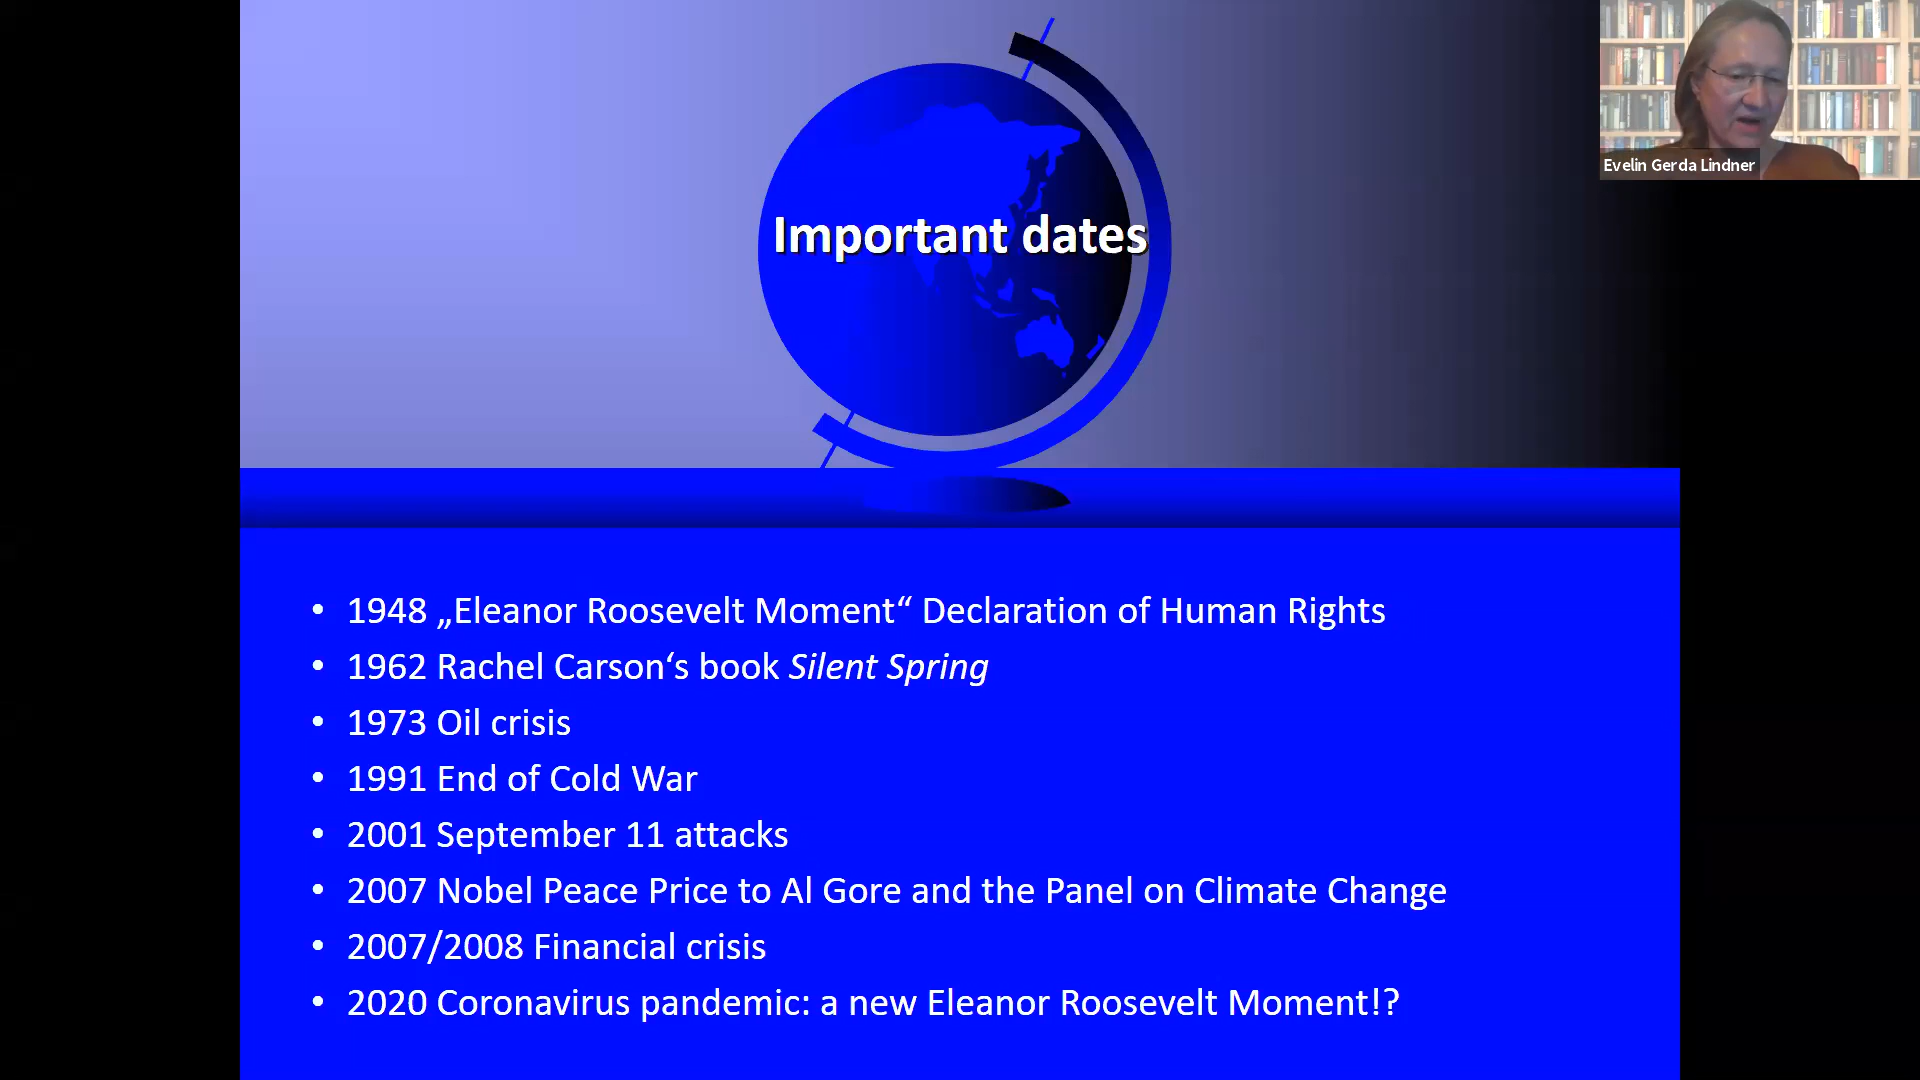 Evelin Gerda Lindner
Important dates
• 1948 „Eleanor Roosevelt Moment“ Declaration of Human Rights
• 1962 Rachel Carson‘s book Silent Spring
• 1973 Oil crisis
• 1991 End of Cold War
• 2001 September 11 attacks
• 2007 Nobel Peace Price to Al Gore and the Panel on Climate Change
• 2007/2008 Financial crisis
• 2020 Coronavirus pandemic: a new Eleanor Roosevelt Moment!?